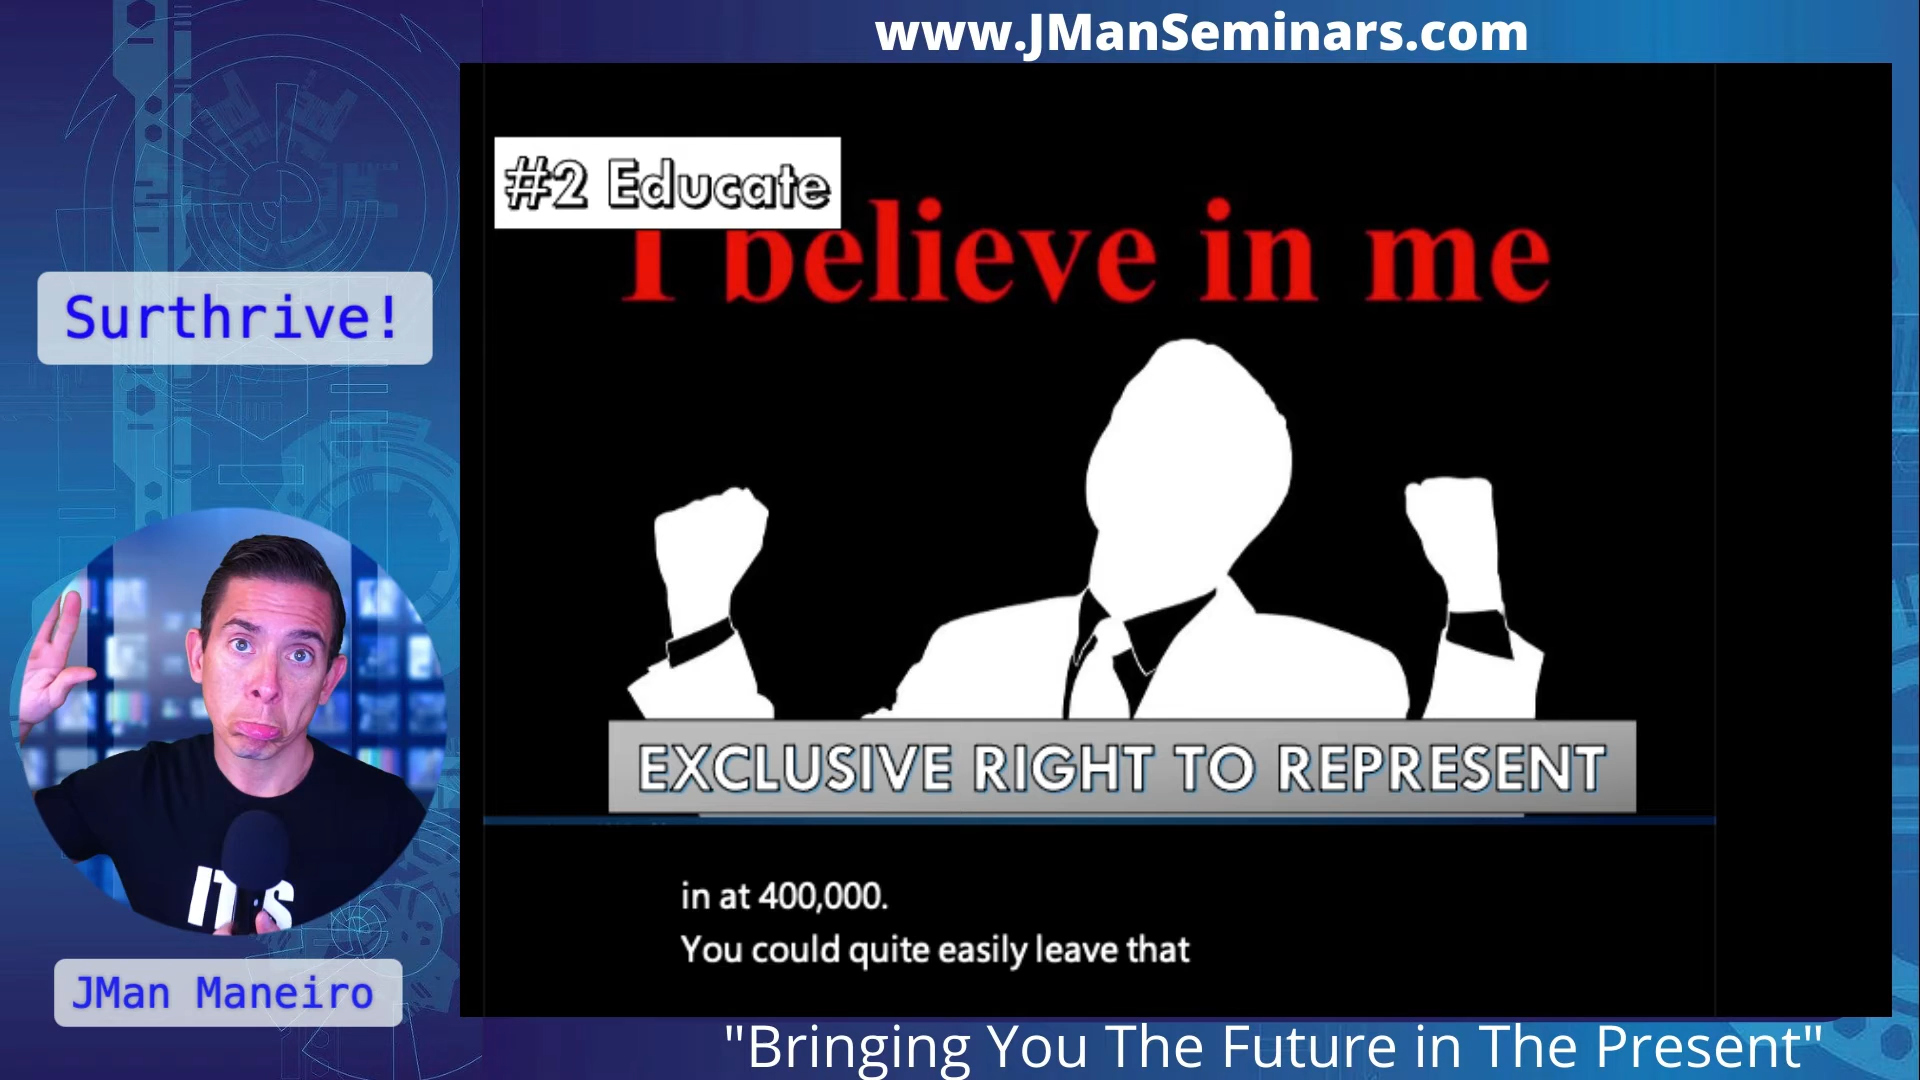 www.JManSeminars.com
#2 Educate
I believe in me
Surthrive!
EXCLUSIVE RIGHT TO REPRESENT
in at 400,000.
You could quite easily leave that
JMan Maneiro
"Bringing You The Future in The Present"